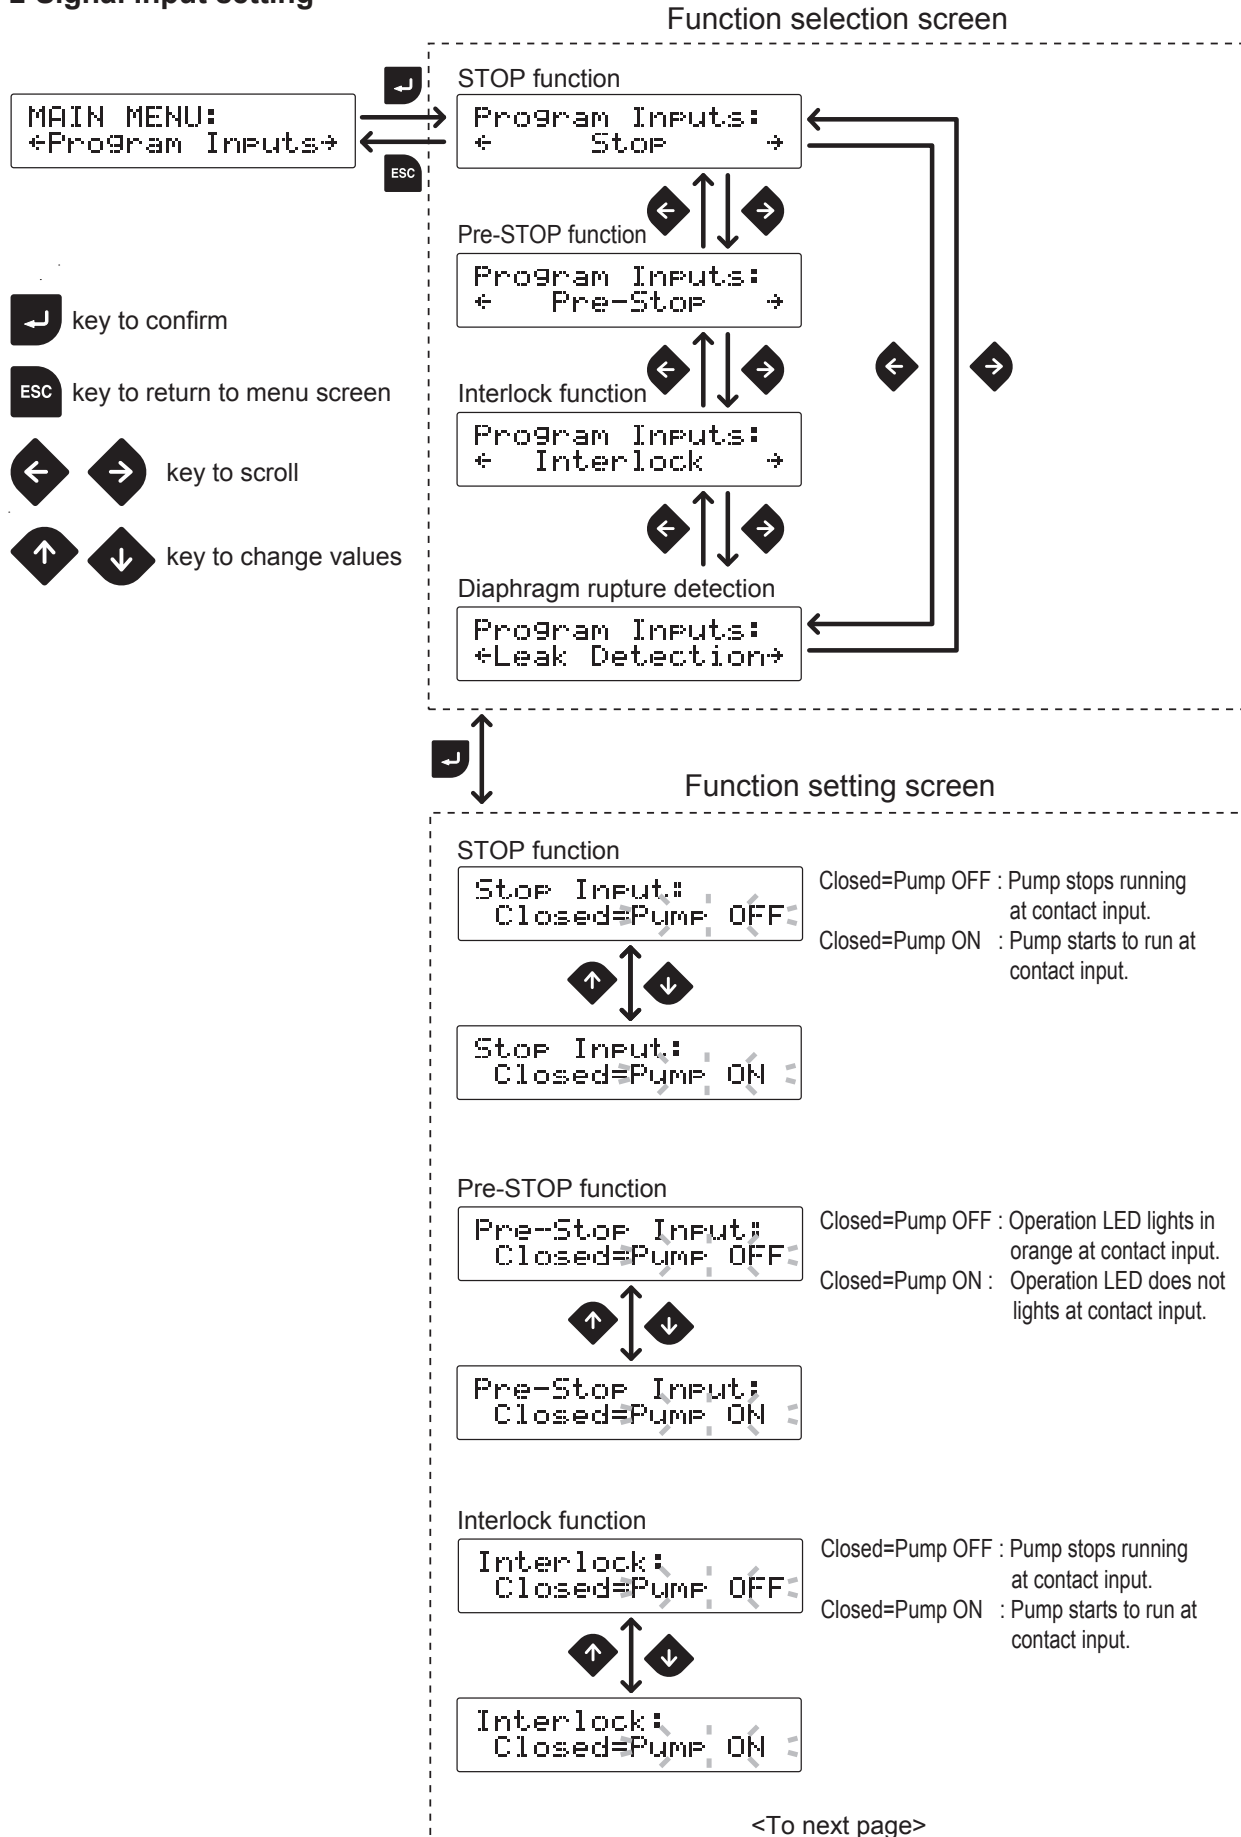 2 Signal input setting
Function selection screen
STOP function
MAIN MENU:
←Program Inputs→
Program Inputs:
← Stop →
ESC
Pre-STOP function
Program Inputs:
← Pre-Stop →
key to confirm
ESC key to return to menu screen
Interlock function
Program Inputs:
← Interlock →
key to scroll
key to change values
Diaphragm rupture detection
Program Inputs:
←Leak Detection→
Function setting screen
STOP function
Stop Input:
Closed=Pump OFF
Closed=Pump OFF : Pump stops running
at contact input.
Closed=Pump ON : Pump starts to run at
contact input.
Stop Input:
Closed=Pump ON
Pre-STOP function
Pre-Stop Input:
Closed=Pump OFF
Closed=Pump OFF : Operation LED lights in
orange at contact input.
Closed=Pump ON : Operation LED does not
lights at contact input.
Pre-Stop Input:
Closed=Pump ON
Interlock function
Interlock:
Closed=Pump OFF
Closed=Pump OFF : Pump stops running
at contact input.
Closed=Pump ON : Pump starts to run at
contact input.
Interlock:
Closed=Pump ON
<To next page>